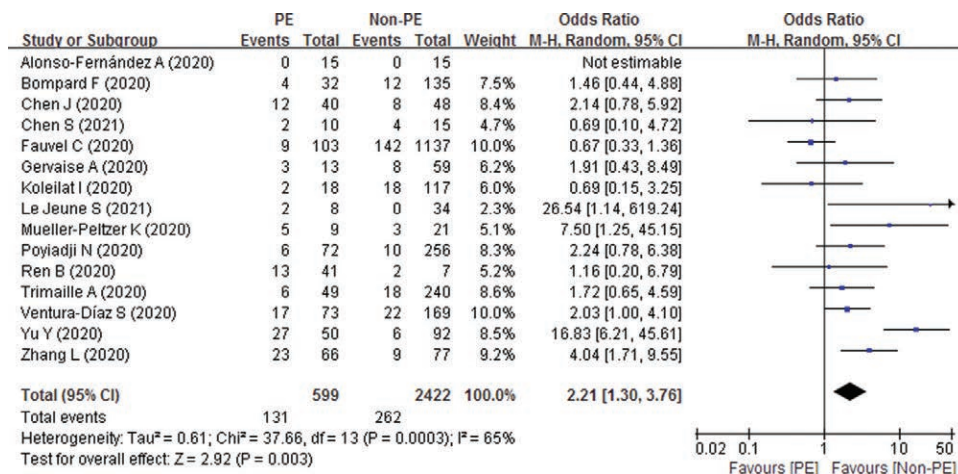 PE Non-PE Odds Ratio Odds Ratio
Study or Subgroup Events Total Events Total Weight M-H, Random, 95% CI M-H, Random, 95% CI
Alonso-Fernández A (2020) 0 15 0 15 Not estimable
Bompard F (2020) 4 32 12 135 7.5% 1.46 [0.44, 4.88]
Chen J (2020) 12 40 8 48 8.4% 2.14 [0.78, 5.92]
Chen S (2021) 2 10 4 15 4.7% 0.69 [0.10, 4.72]
Fauvel C (2020) 9 103 142 1137 10.0% 0.67 [0.33, 1.36]
Gervaise A (2020) 3 13 8 59 6.2% 1.91 [0.43, 8.49]
Koleilat I (2020) 2 18 18 117 6.0% 0.69 [0.15, 3.25]
Le Jeune S (2021) 2 8 0 34 2.3% 26.54 [1.14, 619.24]
Mueller-Peltzer K (2020) 5 9 3 21 5.1% 7.50 [1.25, 45.15]
Poyiadji N (2020) 6 72 10 256 8.3% 2.24 [0.78, 6.38]
Ren B (2020) 13 41 2 7 5.2% 1.16 [0.20, 6.79]
Trimaille A (2020) 6 49 18 240 8.6% 1.72 [0.65, 4.59]
Ventura-Díaz S (2020) 17 73 22 169 10.0% 2.03 [1.00, 4.10]
Yu Y (2020) 27 50 6 92 8.5% 16.83 [6.21, 45.61]
Zhang L (2020) 23 66 9 77 9.2% 4.04 [1.71, 9.55]
Total (95% CI) 599 2422 100.0% 2.21 [1.30, 3.76]
Total events 131 262
Heterogeneity: Tau² = 0.61; Chi² = 37.66, df = 13 (P = 0.0003); I² = 65%
Test for overall effect: Z = 2.92 (P = 0.003)
0.02 0.1 1 10 50
Favours [PE] Favours [Non-PE]